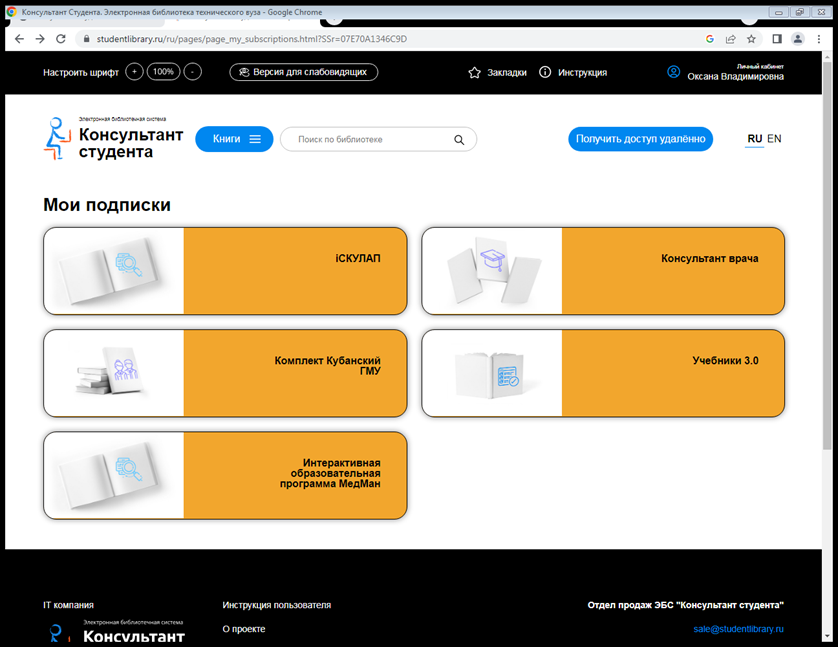 Консультант Студента. Электронная библиотека технического вуза - Google Chrome
studentlibrary.ru/ru/pages/page_my_subscriptions.html?SSr=07E70A1346C9D
Настроить шрифт + 100% - Версия для слабовидящих Закладки Инструкция
Личный кабинет
Оксана Владимировна
Электронная библиотечная система
Консультант
студента
Книги Поиск по библиотеке Получить доступ удалённо RU EN
Мои подписки
iСКУЛАП Консультант врача
Комплект Кубанский
ГМУ
Учебники 3.0
Интерактивная
образовательная
программа МедМан
IT компания Инструкция пользователя Отдел продаж ЭБС "Консультант студента"
Электронная библиотечная система
Консультант
О проекте sale@studentlibrary.ru